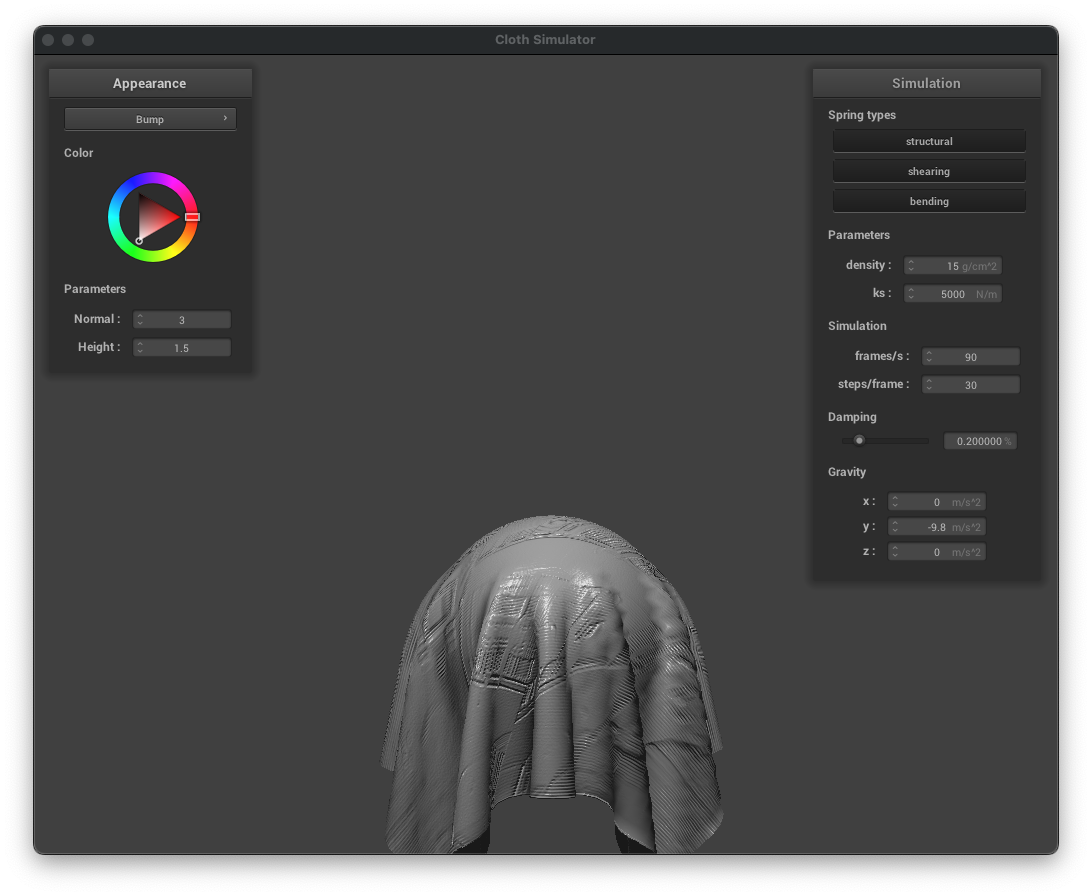 Cloth Simulator
Appearance
Bump
Color
Parameters
Normal : 3
Height : 1.5
Simulation
Spring types
structural
shearing
bending
Parameters
density : 15 g/cm^2
ks : 5000 N/m
Simulation
frames/s : 90
steps/frame : 30
Damping
0.200000 %
Gravity
x : 0 m/s^2
y : -9.8 m/s^2
z : 0 m/s^2